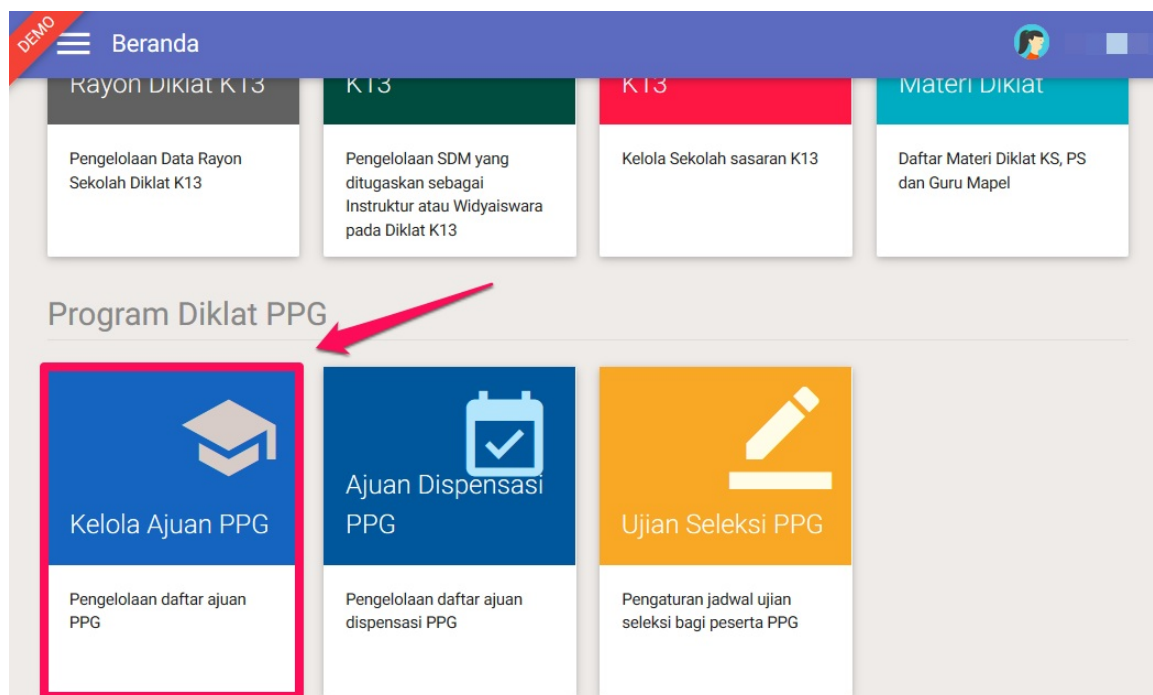 DEMO
Beranda
Rayon Diklat K13
K13
K13
Materi Diklat
Pengelolaan Data Rayon
Sekolah Diklat K13
Pengelolaan SDM yang
ditugaskan sebagai
Instruktur atau Widyaiswara
pada Diklat K13
Kelola Sekolah sasaran K13
Daftar Materi Diklat KS, PS
dan Guru Mapel
Program Diklat PPG
Kelola Ajuan PPG
Pengelolaan daftar ajuan
PPG
Ajuan Dispensasi
PPG
Pengelolaan daftar ajuan
dispensasi PPG
Ujian Seleksi PPG
Pengaturan jadwal ujian
seleksi bagi peserta PPG